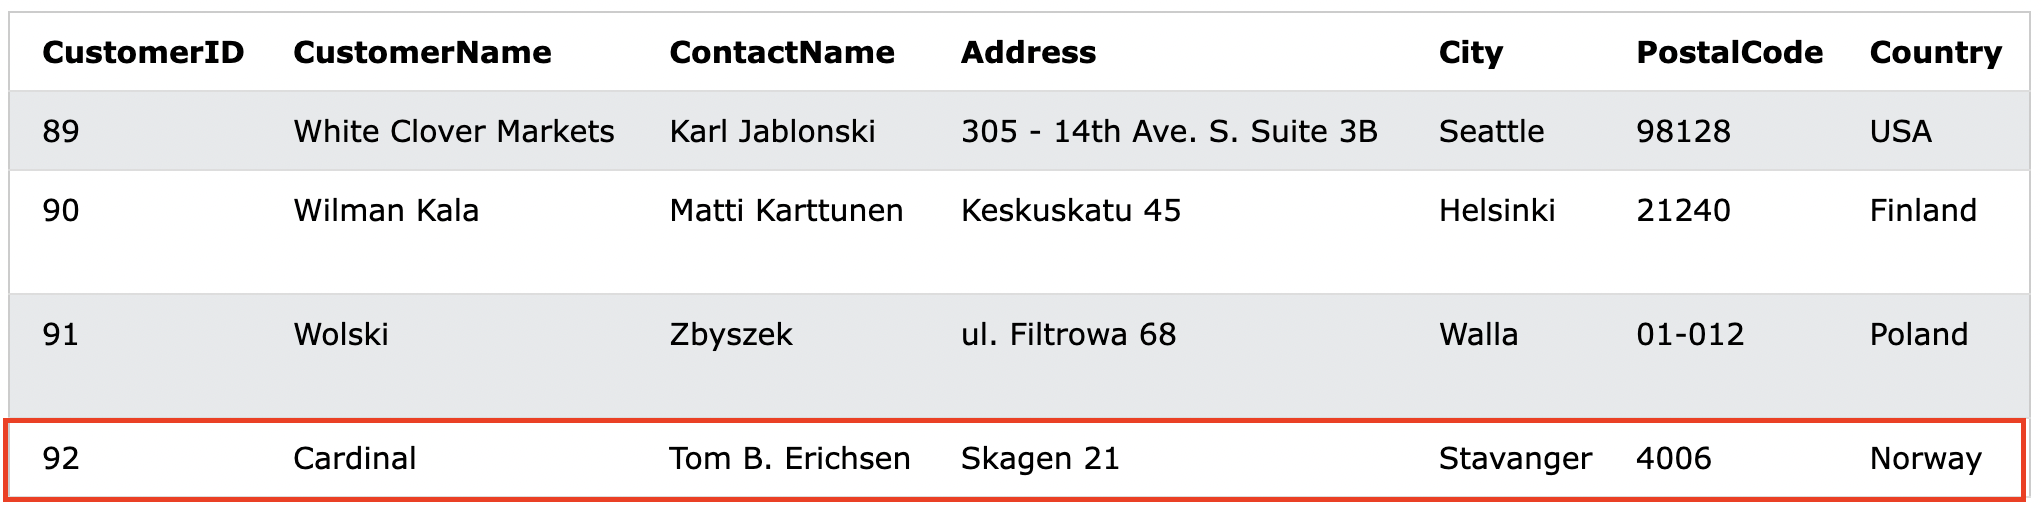 CustomerID CustomerName ContactName Address City PostalCode Country
89 White Clover Markets Karl Jablonski 305 - 14th Ave. S. Suite 3B Seattle 98128 USA
90 Wilman Kala Matti Karttunen Keskuskatu 45 Helsinki 21240 Finland
91 Wolski Zbyszek ul. Filtrowa 68 Walla 01-012 Poland
92 Cardinal Tom B. Erichsen Skagen 21 Stavanger 4006 Norway